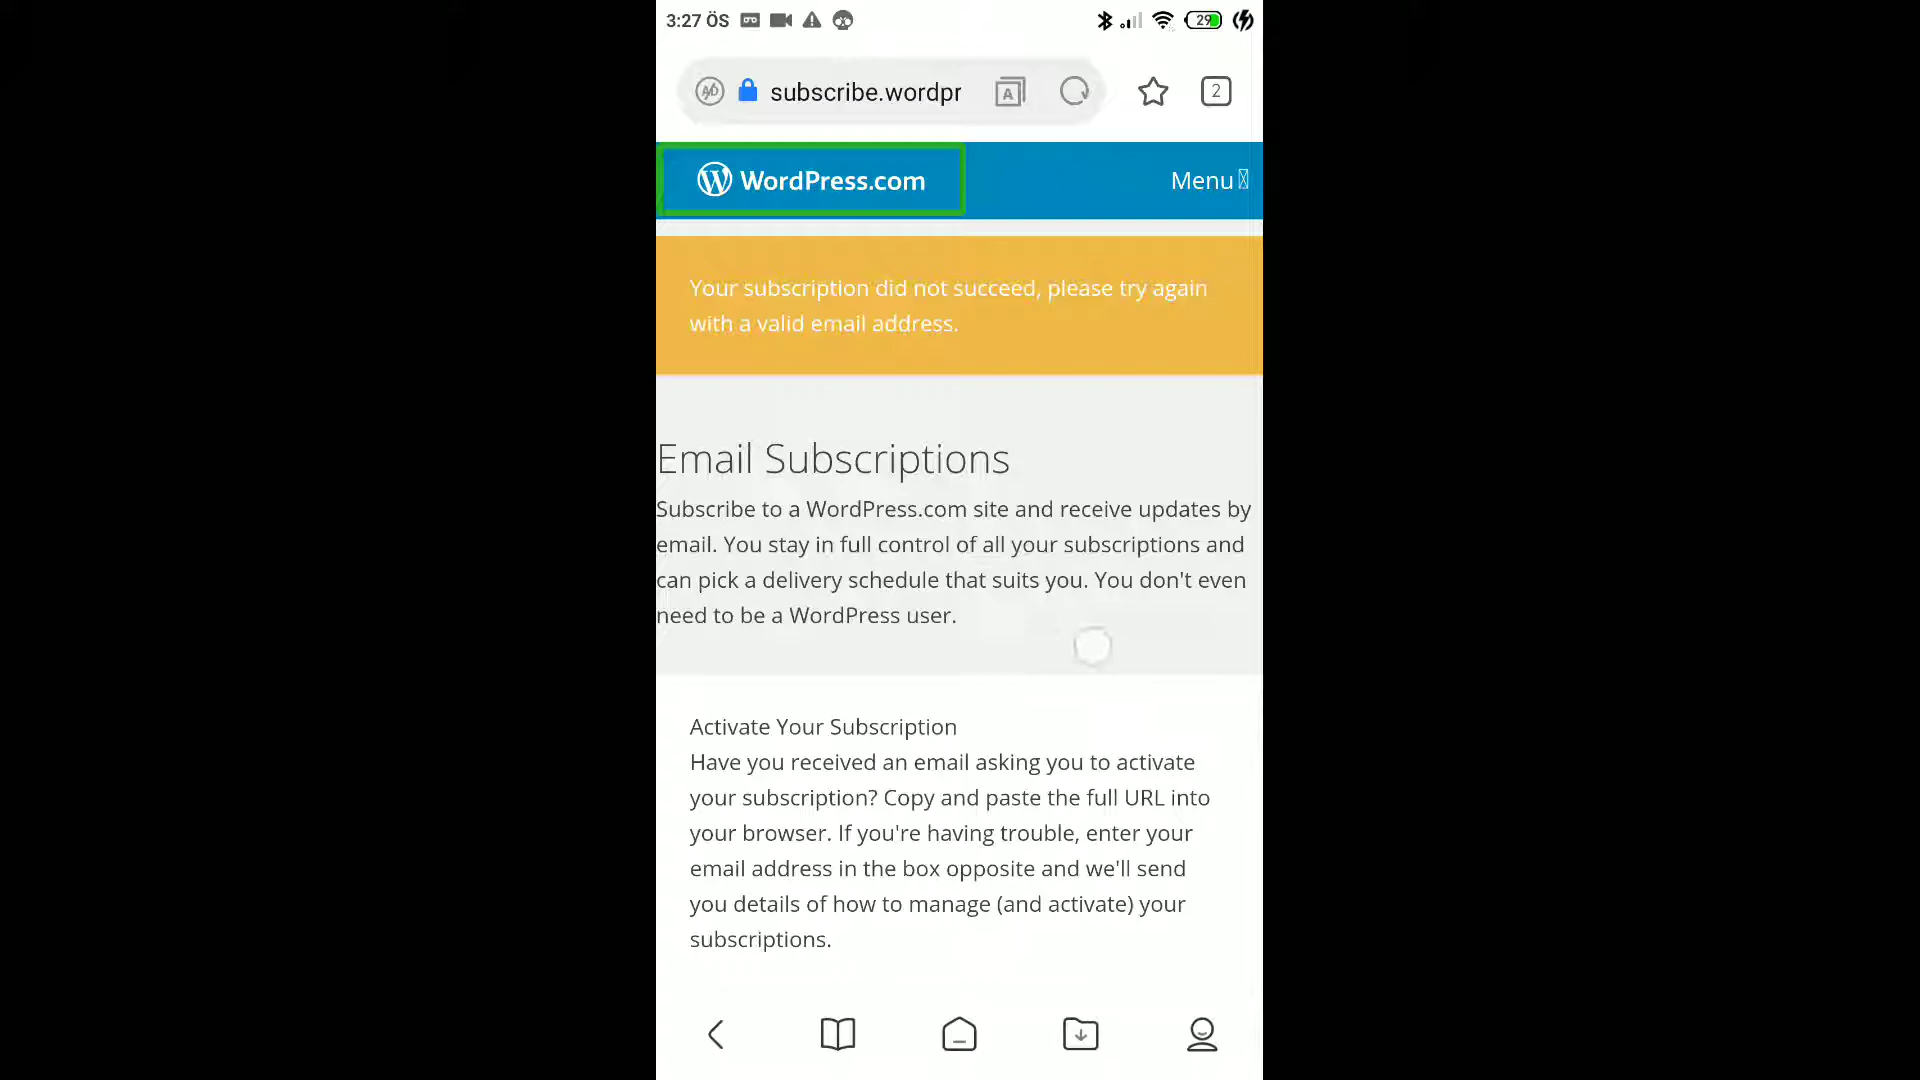 3:27 ÖS
29
subscribe.wordpr
A
2
WordPress.com
Menu
Your subscription did not succeed, please try again
with a valid email address.
Email Subscriptions
Subscribe to a WordPress.com site and receive updates by
email. You stay in full control of all your subscriptions and
can pick a delivery schedule that suits you. You don't even
need to be a WordPress user.
Activate Your Subscription
Have you received an email asking you to activate
your subscription? Copy and paste the full URL into
your browser. If you're having trouble, enter your
email address in the box opposite and we'll send
you details of how to manage (and activate) your
subscriptions.